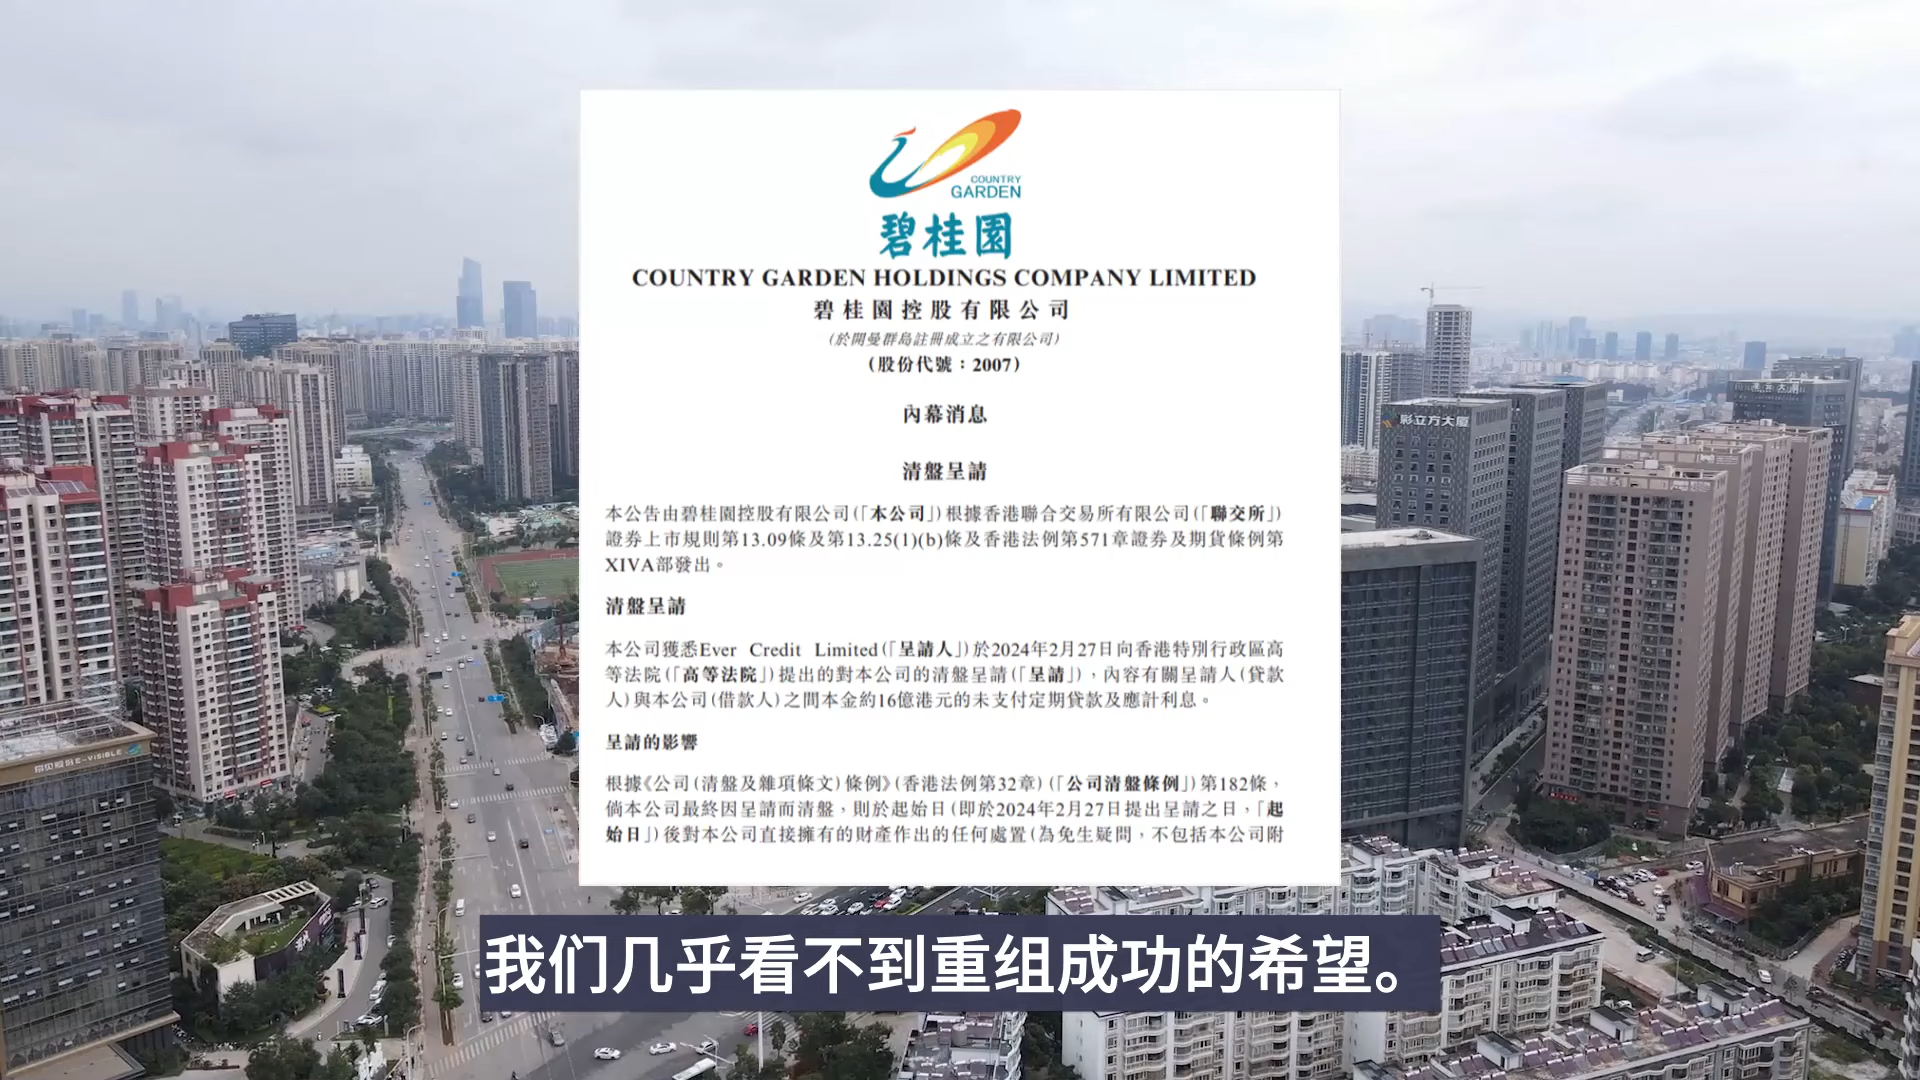 COUNTRY
GARDEN
碧桂園
COUNTRY GARDEN HOLDINGS COMPANY LIMITED
碧桂園控股有限公司
(於開曼群島註冊成立之有限公司)
(股份代號：2007)
內幕消息
清盤呈請
本公告由碧桂園控股有限公司(「本公司」)根據香港聯合交易所有限公司(「聯交所」)
證券上市規則第13.09條及第13.25(1)(b)條及香港法例第571章證券及期貨條例第
XIVA部發出。
清盤呈請
本公司獲悉Ever Credit Limited(「呈請人」)於2024年2月27日向香港特別行政區高
等法院(「高等法院」)提出的對本公司的清盤呈請(「呈請」)，內容有關呈請人(貸款
人)與本公司(借款人)之間本金約16億港元的未支付定期貸款及應計利息。
呈請的影響
根據《公司(清盤及雜項條文)條例》(香港法例第32章)(「公司清盤條例」)第182條，
倘本公司最終因呈請而清盤，則於起始日(即於2024年2月27日提出呈請之日，「起
始日」)後對本公司直接擁有的財產作出的任何處置(為免生疑問，不包括本公司附
影立方大厦
E-VISIBLE
我们几乎看不到重组成功的希望。